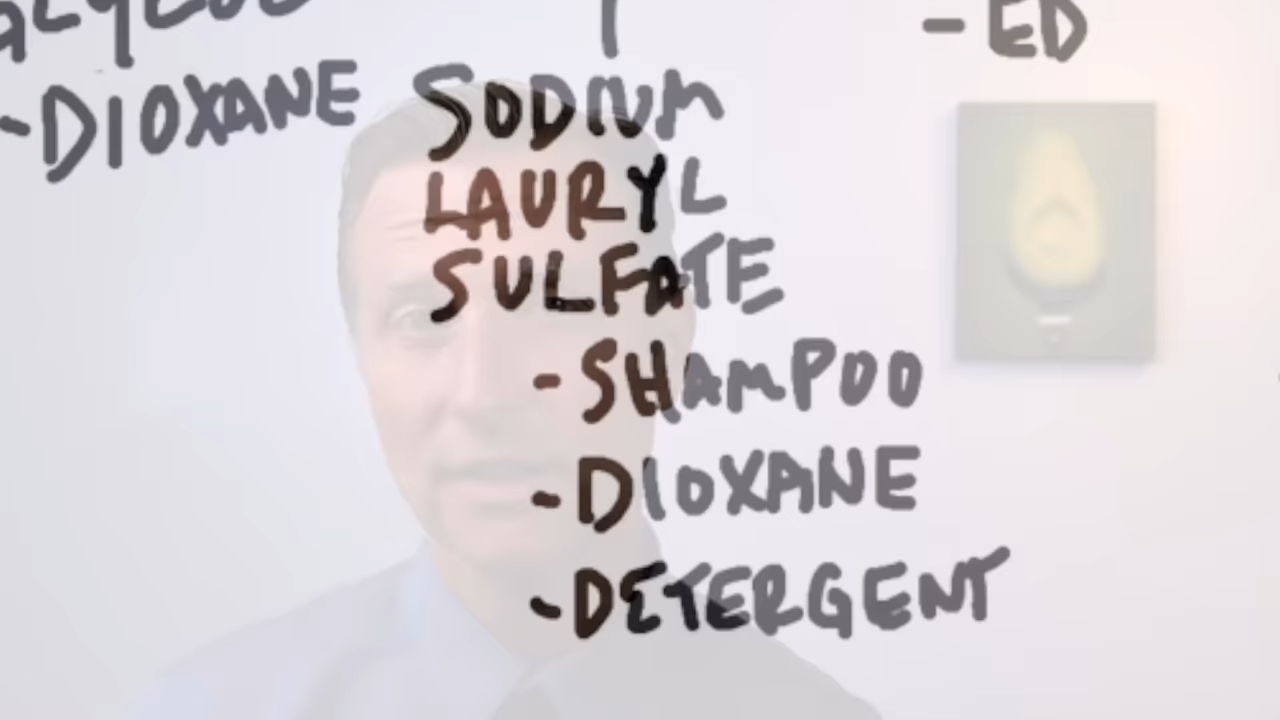 - ED
-DIOXANE
SODIUM
LAURYL
SULFATE
-SHAMPOO
-DIOXANE
-DETERGENT